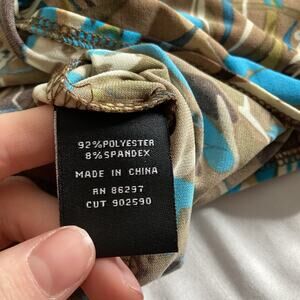 92%POLYESTER
8%SPANDEX
MADE IN CHINA
RN 86297
CUT 902590